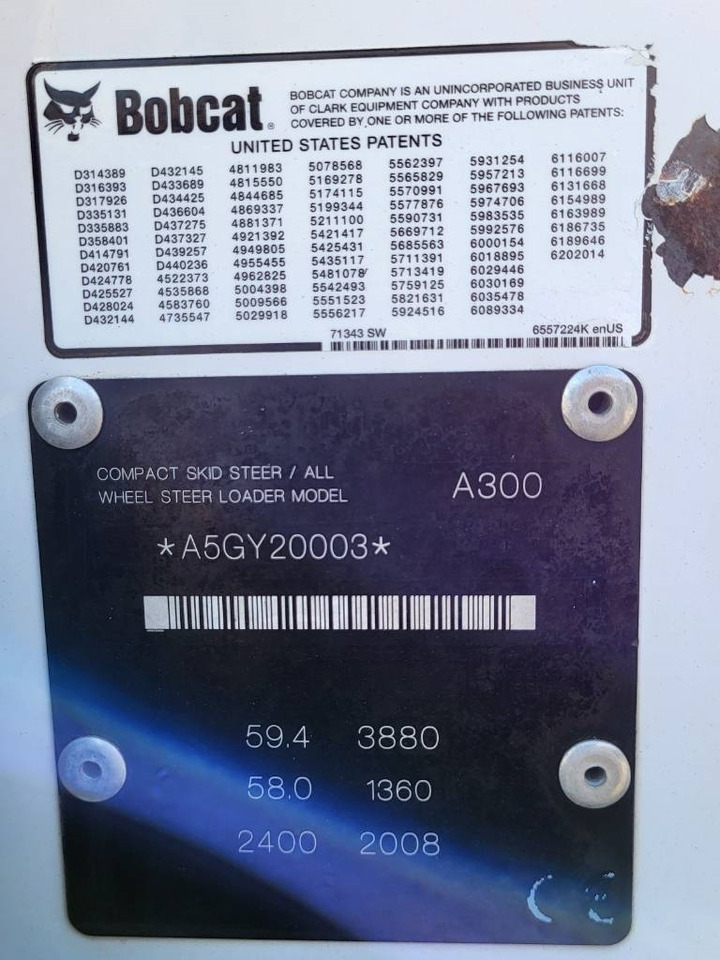 Bobcat®
BOBCAT COMPANY IS AN UNINCORPORATED BUSINESS UNIT
OF CLARK EQUIPMENT COMPANY WITH PRODUCTS
COVERED BY ONE OR MORE OF THE FOLLOWING PATENTS:
UNITED STATES PATENTS
D314389 D432145 4811983 5078568 5562397 5931254 6116007
D316393 D433689 4815550 5169278 5565829 5957213 6116699
D317926 D434425 4844685 5174115 5570991 5967693 6131668
D335131 D436604 4869337 5199344 5577876 5974706 6154989
D335883 D437275 4881371 5211100 5590731 5983535 6163989
D358401 D437327 4921392 5421417 5669712 5992576 6186735
D414791 D439257 4949805 5425431 5685563 6000154 6189646
D420761 D440236 4955455 5435117 5711391 6018895 6202014
D424778 4522373 4962825 5481078 5713419 6029446
D425527 4535868 5004398 5542493 5759125 6030169
D428024 4583760 5009566 5551523 5821631 6035478
D432144 4735547 5029918 5556217 5924516 6089334
71343 SW 6557224K enUS
COMPACT SKID STEER / ALL
WHEEL STEER LOADER MODEL A300
*A5GY20003*
59.4 3880
58.0 1360
2400 2008
CE